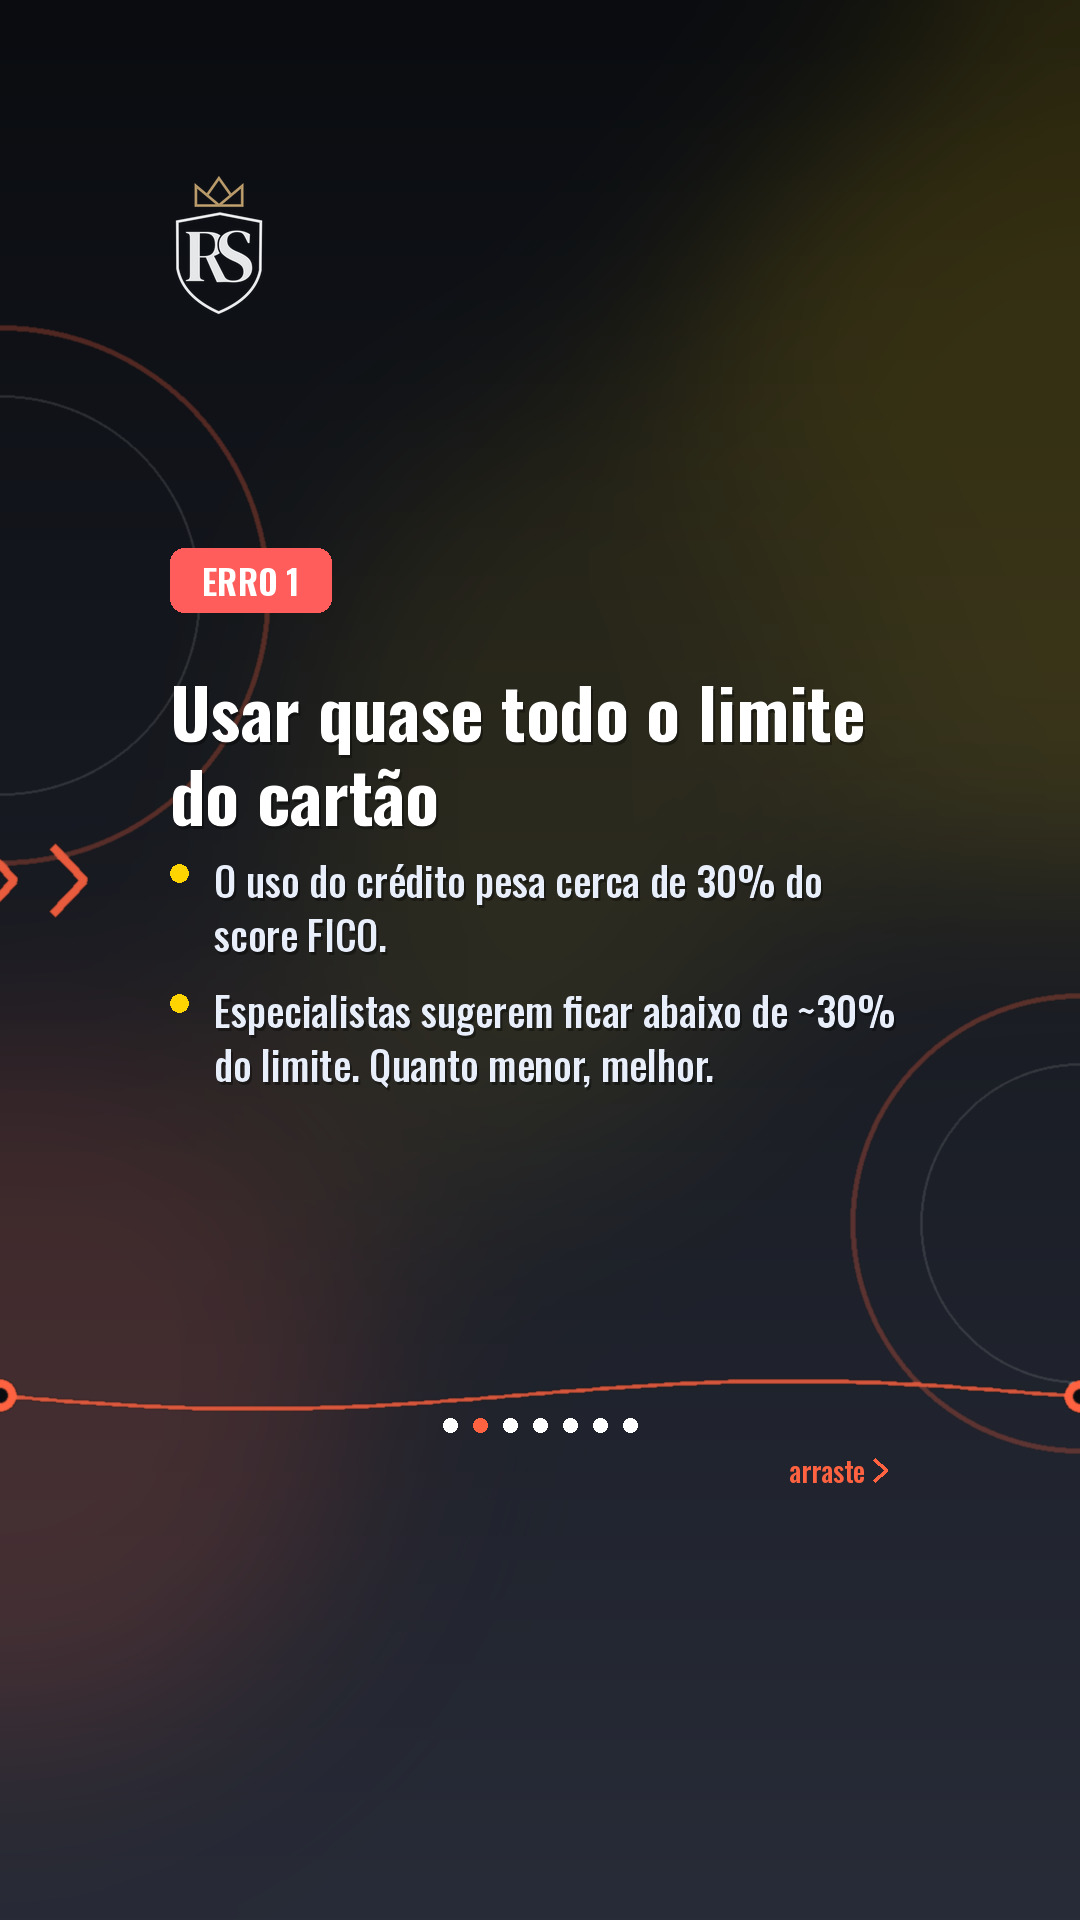 RS
ERRO 1
Usar quase todo o limite
do cartão
O uso do crédito pesa cerca de 30% do
score FICO.
Especialistas sugerem ficar abaixo de ~30%
do limite. Quanto menor, melhor.
arraste >